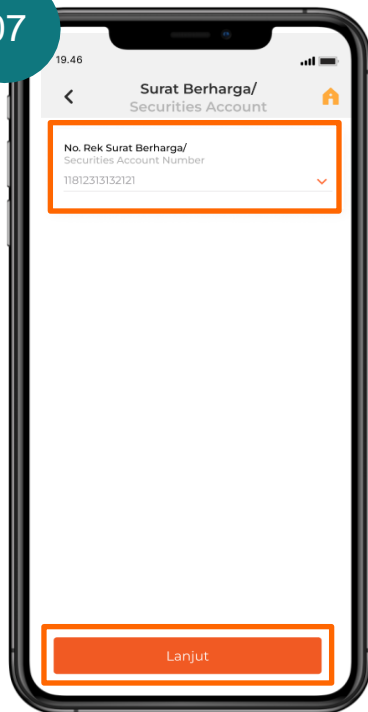 07
19.46
Surat Berharga/
Securities Account
No. Rek Surat Berharga/
Securities Account Number
11812313132121
Lanjut